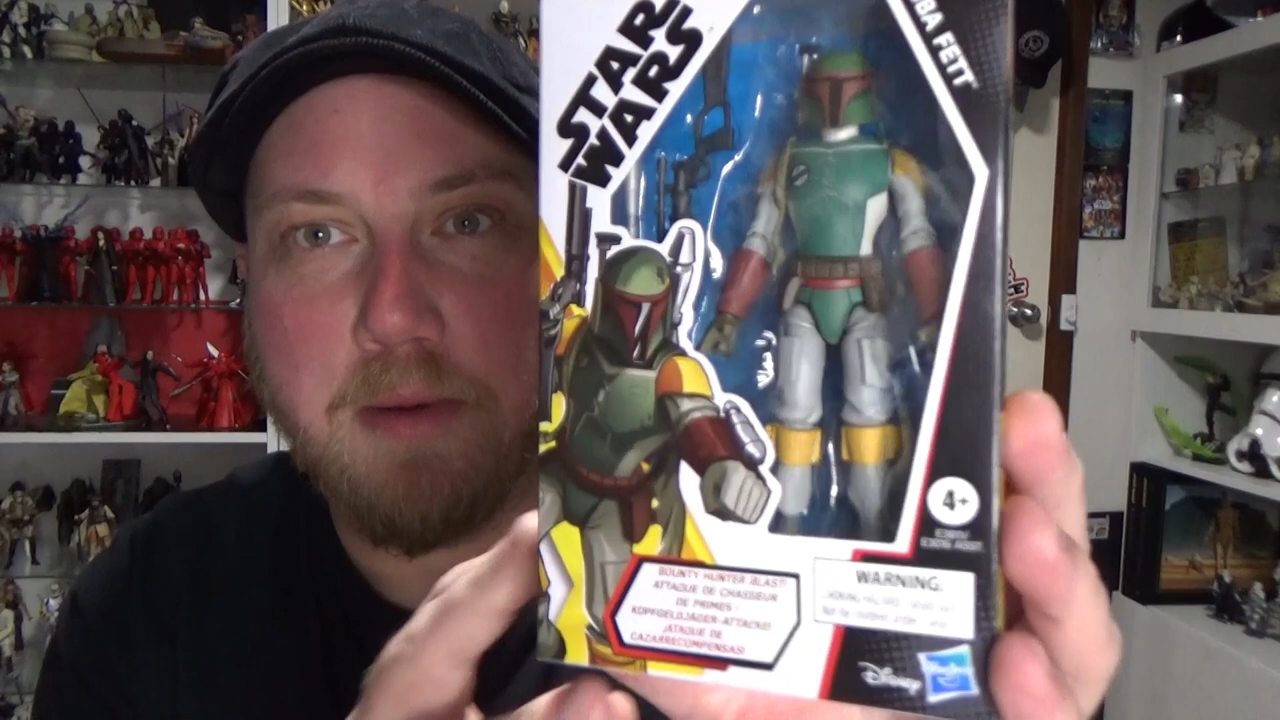 STAR
WARS
BA FETT
4+
BOUNTY HUNTER BLAST!
ATTAQUE DE CHASSEUR
DE PRIMES !
KOPFGELDJÄGER-ATTACKE!
¡ATAQUE DE
CAZARRECOMPENSAS!
WARNING:
Disney
Hasbro